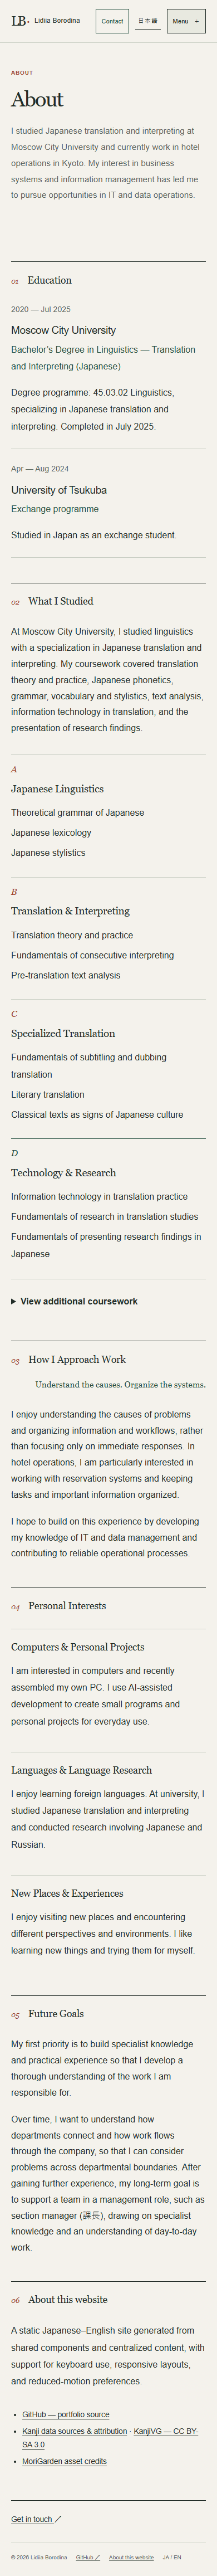 LB. Lidiia Borodina Contact 日本語 Menu
ABOUT
About
I studied Japanese translation and interpreting at
Moscow City University and currently work in hotel
operations in Kyoto. My interest in business
systems and information management has led me
to pursue opportunities in IT and data operations.
01 Education
2020 — Jul 2025
Moscow City University
Bachelor's Degree in Linguistics — Translation
and Interpreting (Japanese)
Degree programme: 45.03.02 Linguistics,
specializing in Japanese translation and
interpreting. Completed in July 2025.
Apr — Aug 2024
University of Tsukuba
Exchange programme
Studied in Japan as an exchange student.
02 What I Studied
At Moscow City University, I studied linguistics
with a specialization in Japanese translation and
interpreting. My coursework covered translation
theory and practice, Japanese phonetics,
grammar, vocabulary and stylistics, text analysis,
information technology in translation, and the
presentation of research findings.
A
Japanese Linguistics
Theoretical grammar of Japanese
Japanese lexicology
Japanese stylistics
B
Translation & Interpreting
Translation theory and practice
Fundamentals of consecutive interpreting
Pre-translation text analysis
C
Specialized Translation
Fundamentals of subtitling and dubbing
translation
Literary translation
Classical texts as signs of Japanese culture
D
Technology & Research
Information technology in translation practice
Fundamentals of research in translation studies
Fundamentals of presenting research findings in
Japanese
▶ View additional coursework
03 How I Approach Work
Understand the causes. Organize the systems.
I enjoy understanding the causes of problems
and organizing information and workflows, rather
than focusing only on immediate responses. In
hotel operations, I am particularly interested in
working with reservation systems and keeping
tasks and important information organized.
I hope to build on this experience by developing
my knowledge of IT and data management and
contributing to reliable operational processes.
04 Personal Interests
Computers & Personal Projects
I am interested in computers and recently
assembled my own PC. I use AI-assisted
development to create small programs and
personal projects for everyday use.
Languages & Language Research
I enjoy learning foreign languages. At university, I
studied Japanese translation and interpreting
and conducted research involving Japanese and
Russian.
New Places & Experiences
I enjoy visiting new places and encountering
different perspectives and environments. I like
learning new things and trying them for myself.
05 Future Goals
My first priority is to build specialist knowledge
and practical experience so that I develop a
thorough understanding of the work I am
responsible for.
Over time, I want to understand how
departments connect and how work flows
through the company, so that I can consider
problems across departmental boundaries. After
gaining further experience, my long-term goal is
to support a team in a management role, such as
section manager (課長), drawing on specialist
knowledge and an understanding of day-to-day
work.
06 About this website
A static Japanese–English site generated from
shared components and centralized content, with
support for keyboard use, responsive layouts,
and reduced-motion preferences.
• GitHub — portfolio source
• Kanji data sources & attribution · KanjiVG — CC BY-
SA 3.0
• MoriGarden asset credits
Get in touch ↗
© 2026 Lidiia Borodina GitHub ↗ About this website JA / EN